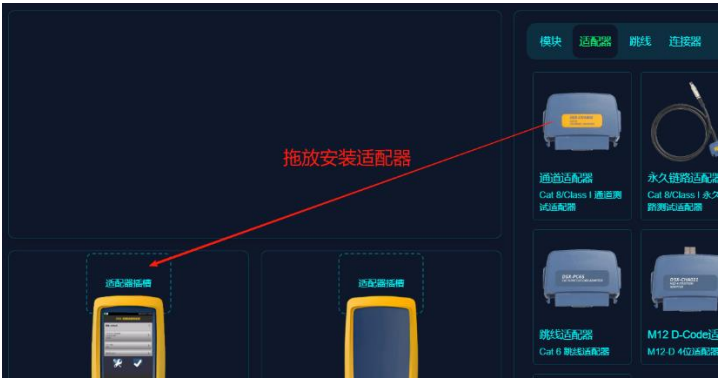 模块 适配器 跳线 连接器
拖放安装适配器
通道适配器
Cat 8/Class I 通道测
试适配器
永久链路适配器
Cat 8/Class I 永久
路测试适配器
适配器插槽
适配器插槽
跳线适配器
Cat 6 跳线适配器
M12 D-Code适
M12-D 4位适配器